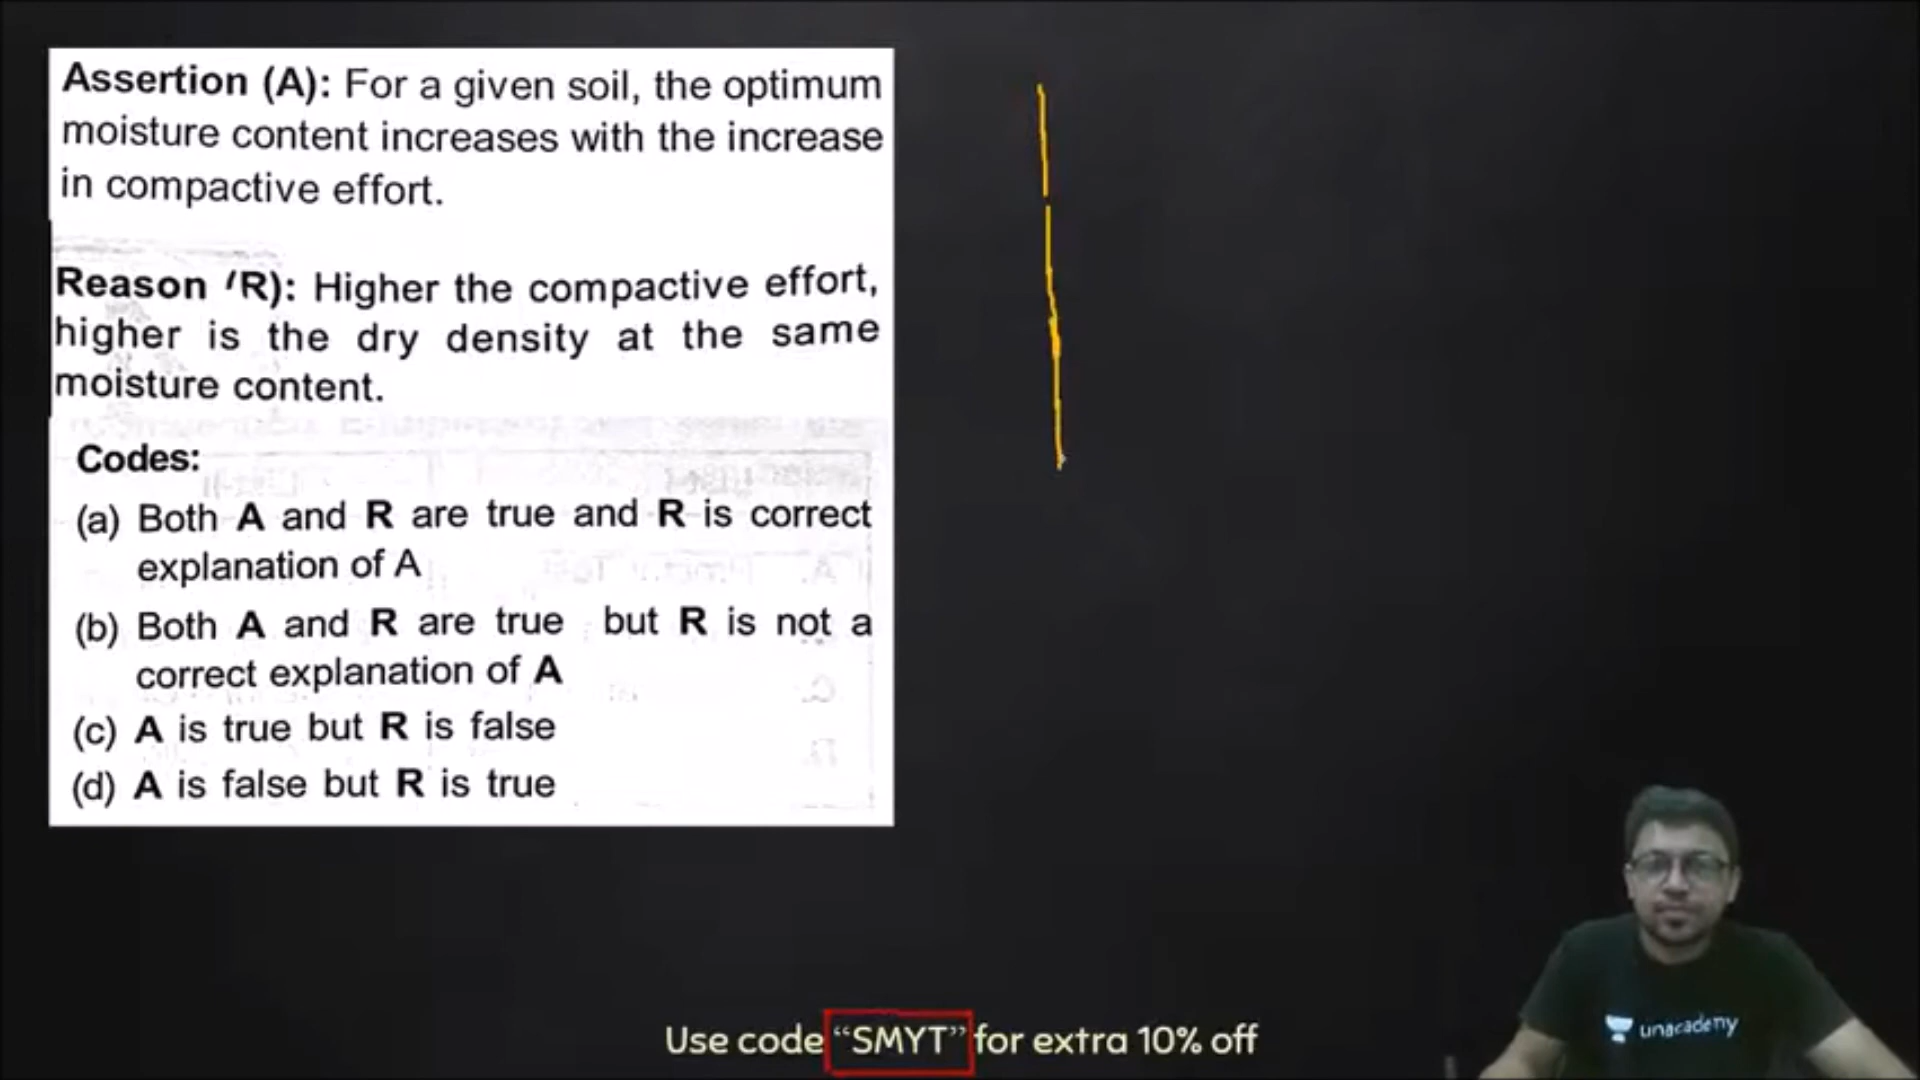 Assertion (A): For a given soil, the optimum
moisture content increases with the increase
in compactive effort.
Reason (R): Higher the compactive effort,
higher is the dry density at the same
moisture content.
Codes:
(a) Both A and R are true and R is correct
explanation of A
(b) Both A and R are true but R is not a
correct explanation of A
(c) A is true but R is false
(d) A is false but R is true
unacademy
Use code “SMYT” for extra 10% off